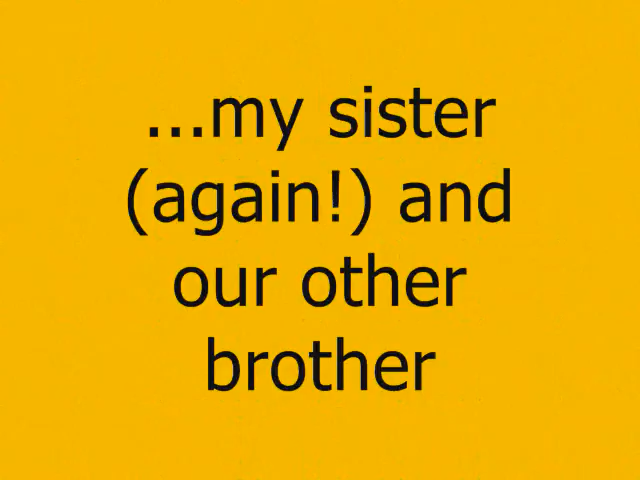 ...my sister
(again!) and
our other
brother